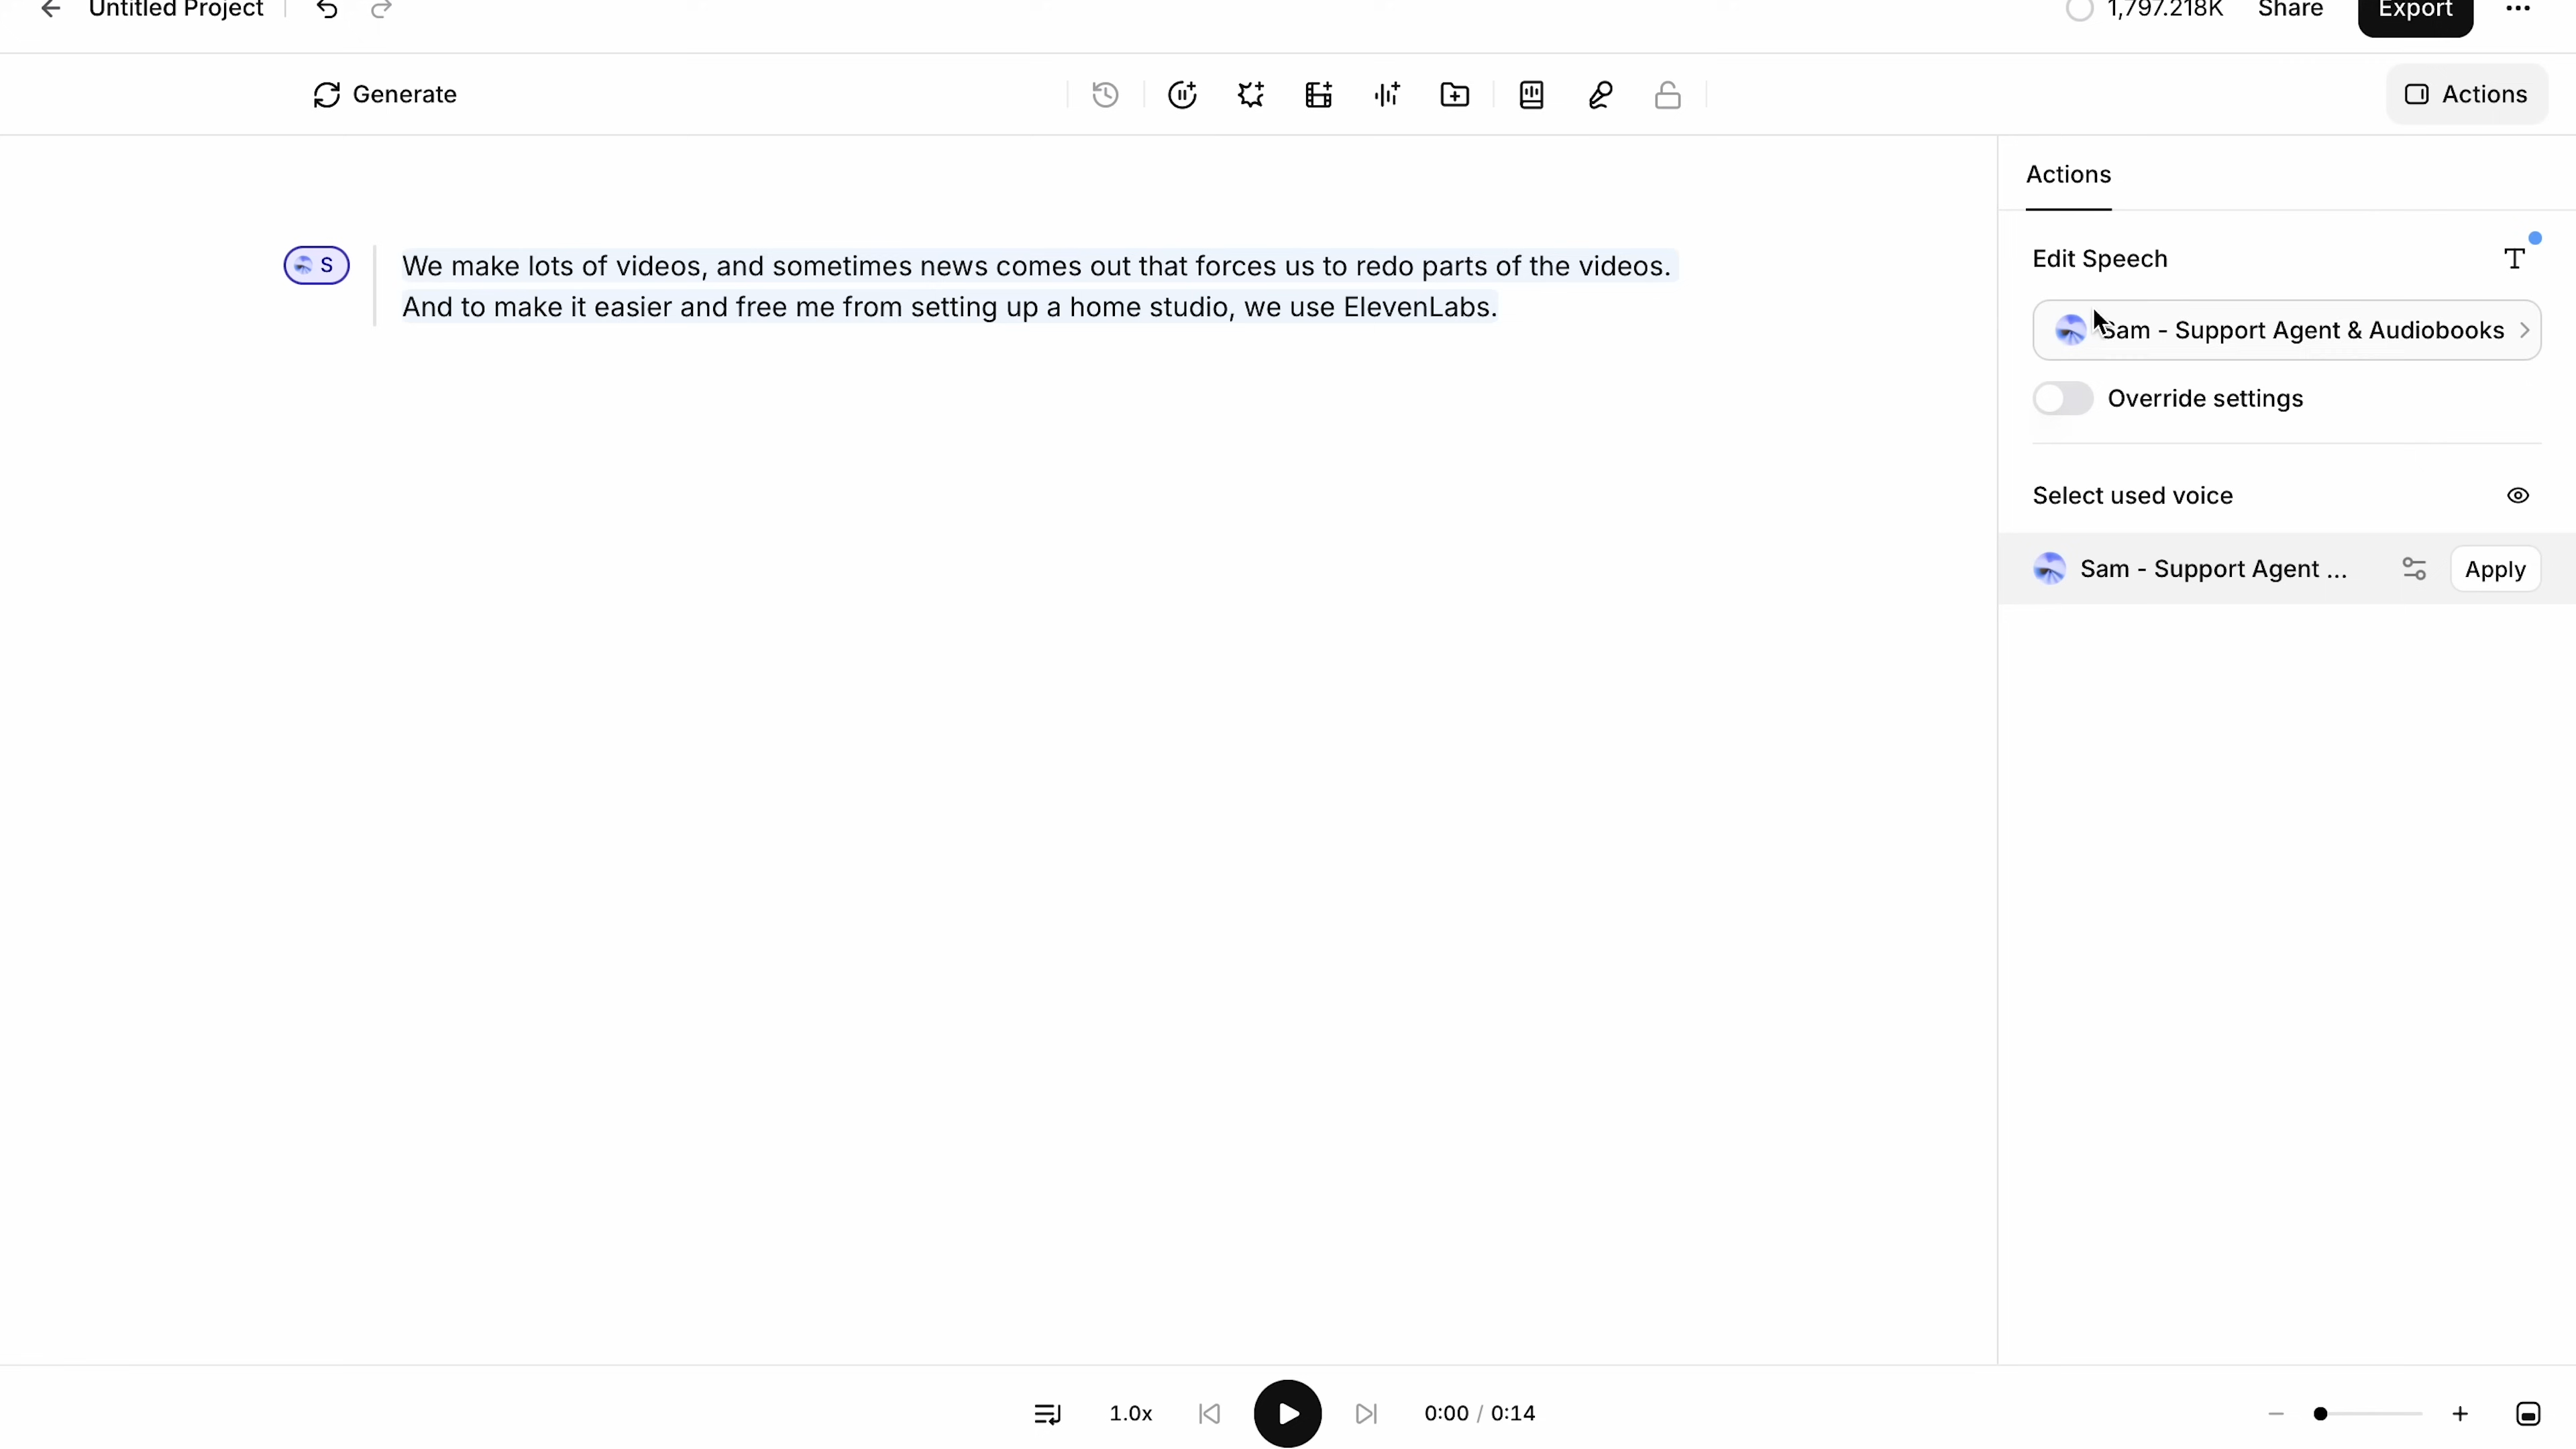 Untitled Project
1,797.218K
Share
Export
Generate
Actions
Actions
S
We make lots of videos, and sometimes news comes out that forces us to redo parts of the videos.
And to make it easier and free me from setting up a home studio, we use ElevenLabs.
Edit Speech
Sam - Support Agent & Audiobooks
Override settings
Select used voice
Sam - Support Agent ...
Apply
1.0x
0:00 / 0:14